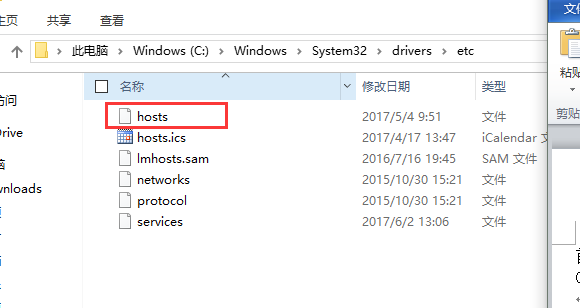 文件
共享
查看
此电脑 > Windows (C:) > Windows > System32 > drivers > etc
名称 修改日期 类型
粘贴
剪贴
访问
hosts 2017/5/4 9:51 文件
Drive
hosts.ics 2017/4/17 13:47 iCalendar 文
lmhosts.sam 2016/7/16 19:45 SAM 文件
networks 2015/10/30 15:21 文件
wnloads
protocol 2015/10/30 15:21 文件
services 2017/6/2 13:06 文件